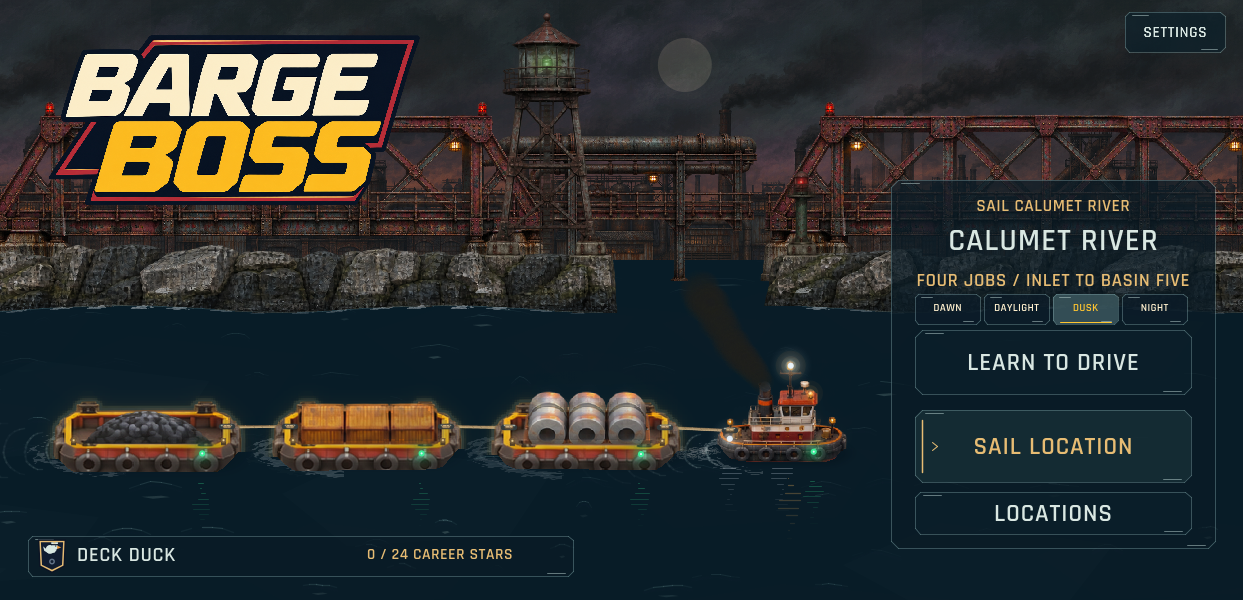 BARGE
BOSS
SETTINGS
SAIL CALUMET RIVER
CALUMET RIVER
FOUR JOBS / INLET TO BASIN FIVE
DAWN DAYLIGHT DUSK NIGHT
LEARN TO DRIVE
> SAIL LOCATION
LOCATIONS
DECK DUCK 0 / 24 CAREER STARS